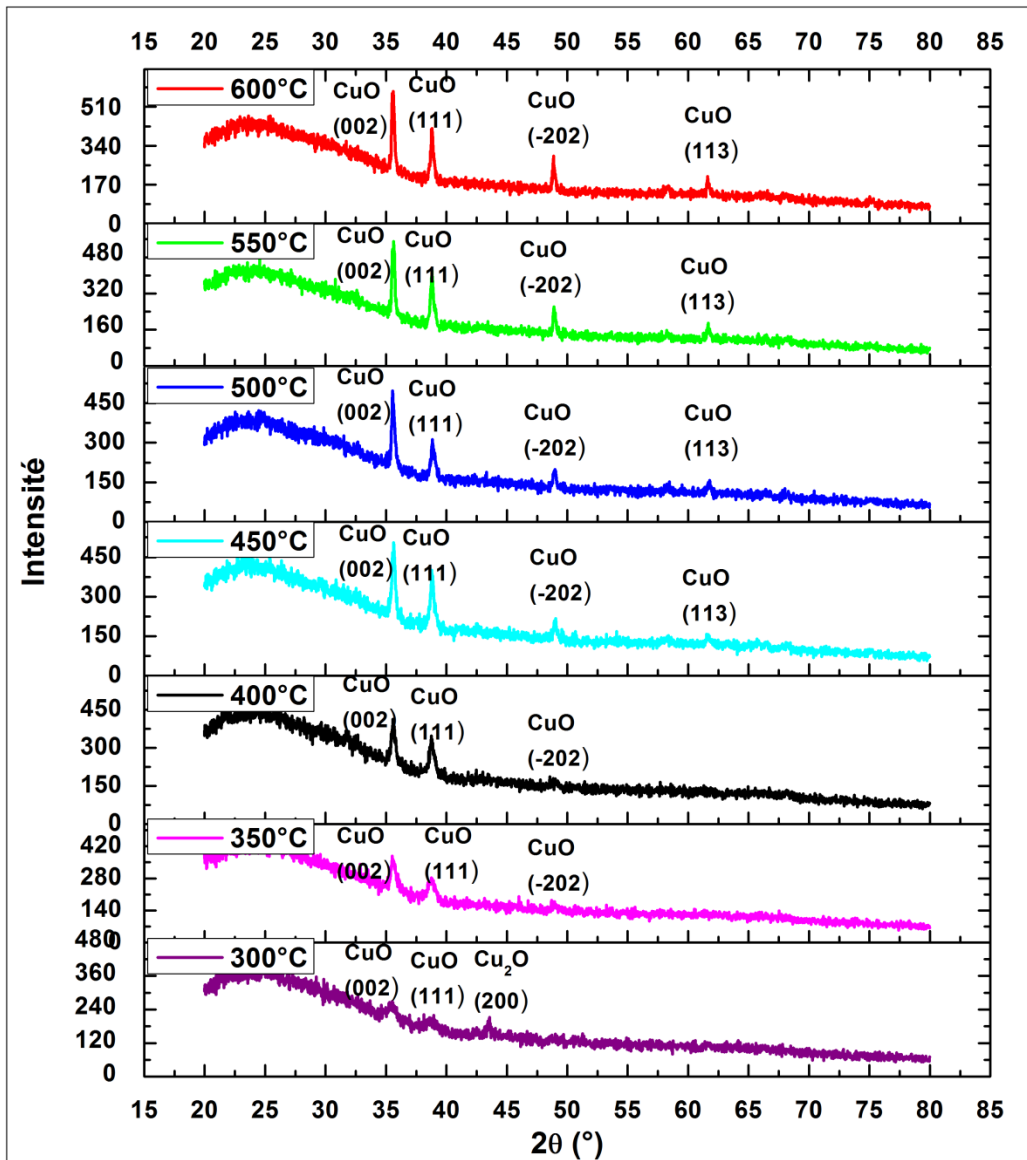 15 20 25 30 35 40 45 50 55 60 65 70 75 80 85
600°C
CuO CuO CuO CuO
(002) (111) (-202) (113)
510
340
170
0
550°C
CuO CuO CuO CuO
(002) (111) (-202) (113)
480
320
160
0
500°C
CuO CuO CuO CuO
(002) (111) (-202) (113)
450
300
150
0
450°C
CuO CuO CuO CuO
(002) (111) (-202) (113)
450
300
150
0
400°C
CuO CuO CuO
(002) (111) (-202)
450
300
150
0
350°C
CuO CuO CuO
(002) (111) (-202)
420
280
140
0
300°C
CuO CuO Cu₂O
(002) (111) (200)
480
360
240
120
0
Intensité
15 20 25 30 35 40 45 50 55 60 65 70 75 80 85
2θ (°)